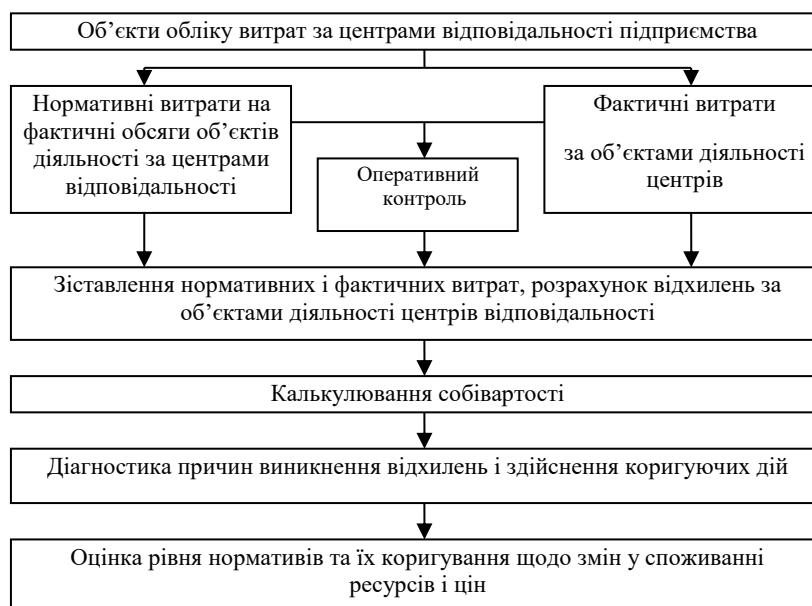 Об’єкти обліку витрат за центрами відповідальності підприємства
Нормативні витрати на
фактичні обсяги об’єктів
діяльності за центрами
відповідальності
Оперативний
контроль
Фактичні витрати
за об’єктами діяльності
центрів
Зіставлення нормативних і фактичних витрат, розрахунок відхилень за
об’єктами діяльності центрів відповідальності
Калькулювання собівартості
Діагностика причин виникнення відхилень і здійснення коригуючих дій
Оцінка рівня нормативів та їх коригування щодо змін у споживанні
ресурсів і цін